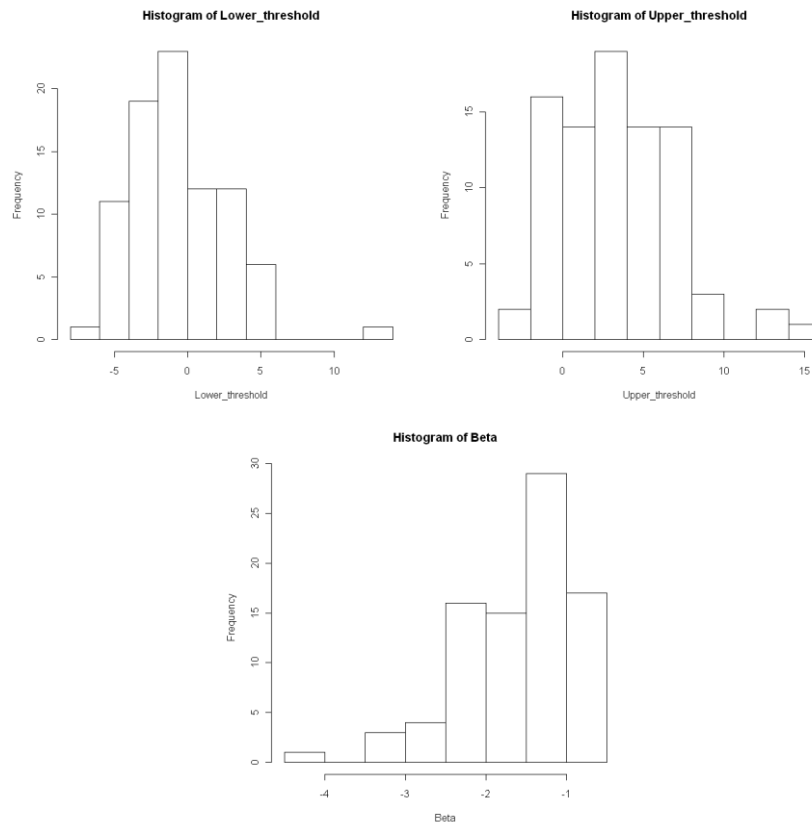 Histogram of Lower_threshold
Frequency
20
15
10
5
0
-5 0 5 10
Lower_threshold
Histogram of Upper_threshold
Frequency
15
10
5
0
0 5 10 15
Upper_threshold
Histogram of Beta
Frequency
30
25
20
15
10
5
0
-4 -3 -2 -1
Beta